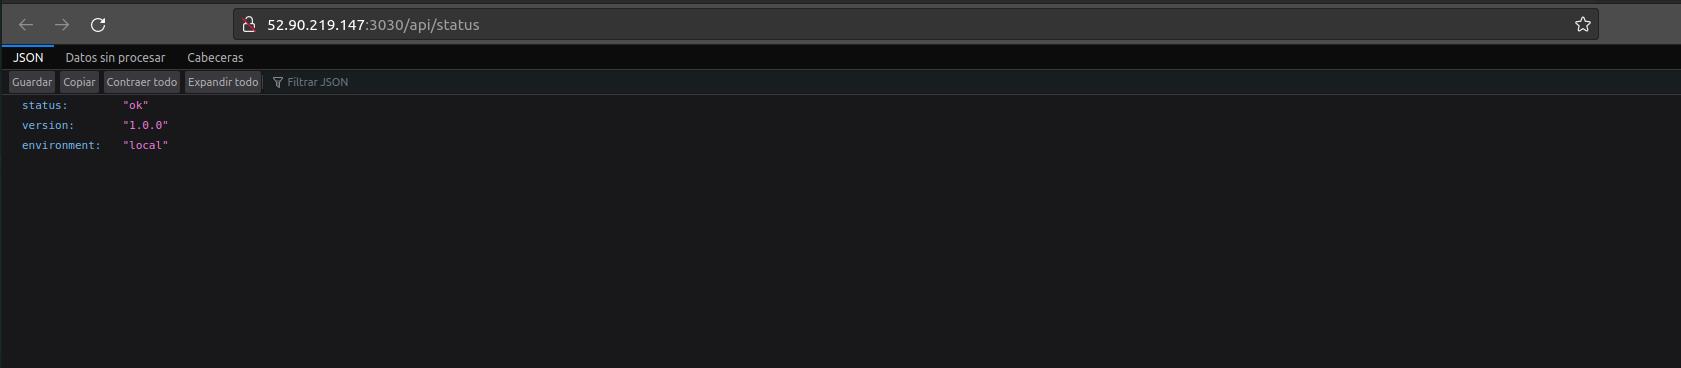 52.90.219.147:3030/api/status
JSON Datos sin procesar Cabeceras
Guardar Copiar Contraer todo Expandir todo Filtrar JSON
status: "ok"
version: "1.0.0"
environment: "local"